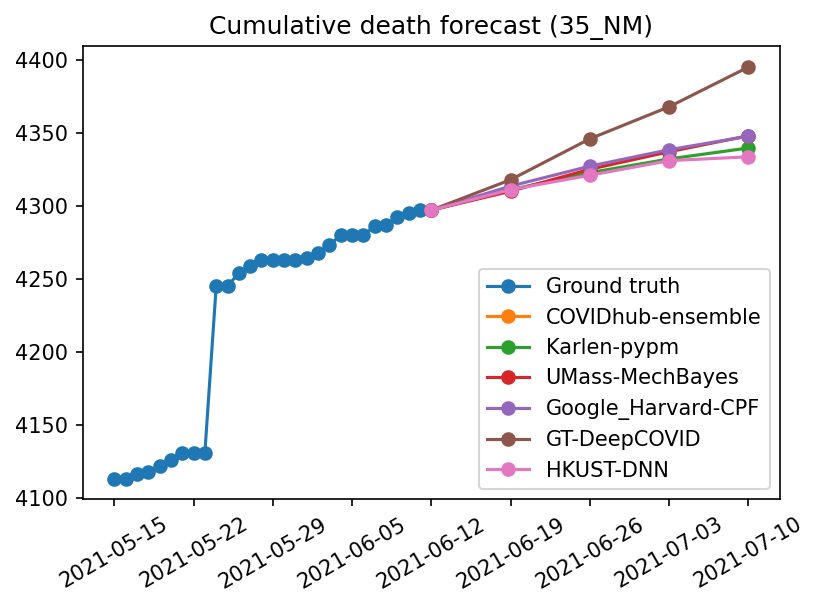 Cumulative death forecast (35_NM)
4400
4350
4300
4250
4200
4150
4100
Ground truth
COVIDhub-ensemble
Karlen-pypm
UMass-MechBayes
Google_Harvard-CPF
GT-DeepCOVID
HKUST-DNN
2021-05-15
2021-05-22
2021-05-29
2021-06-05
2021-06-12
2021-06-19
2021-06-26
2021-07-03
2021-07-10